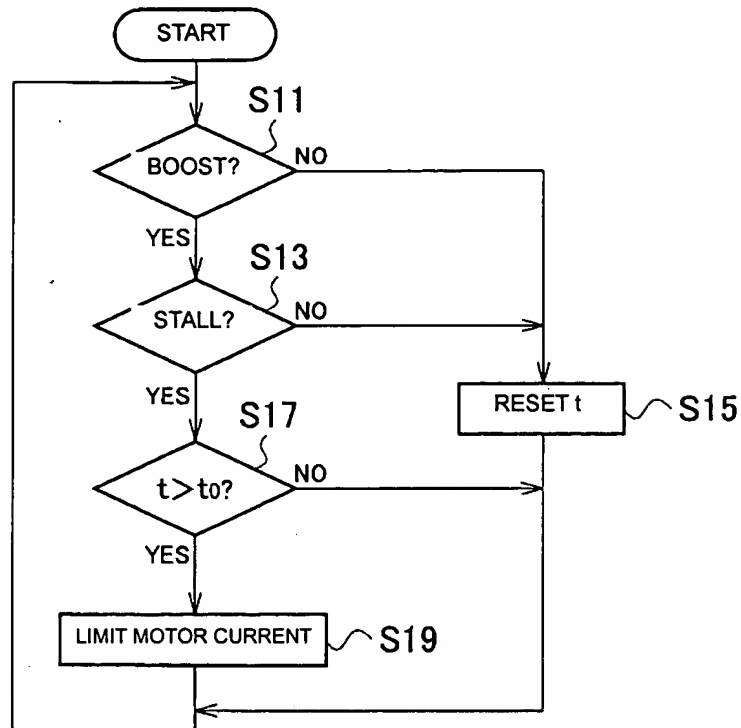 START
S11
BOOST?
NO
YES
S13
STALL?
NO
YES
RESET t
S15
S17
t>t0?
NO
YES
LIMIT MOTOR CURRENT
S19